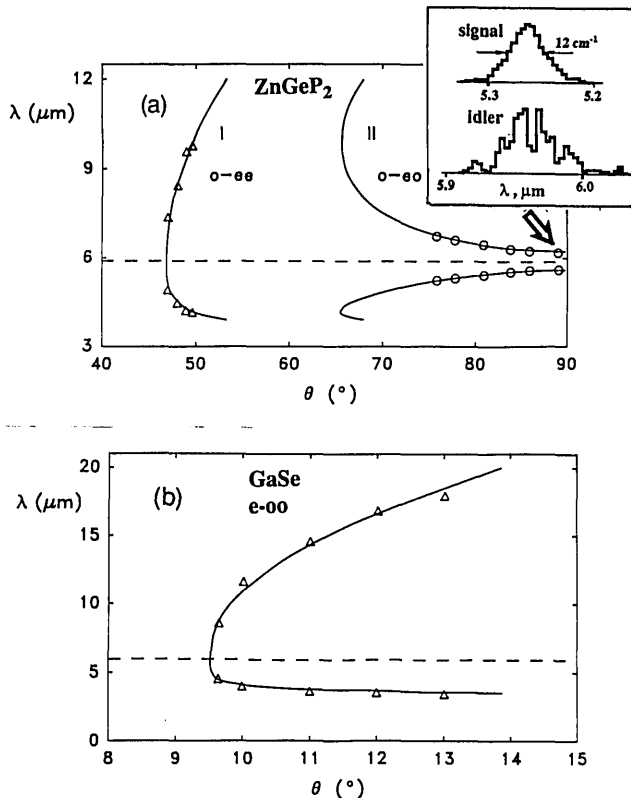 signal
12 cm⁻¹
5.3 5.2
idler
5.9 6.0
λ , μm
12
9
6
3
λ (μm)
(a)
ZnGeP₂
I
o-ee
II
o-eo
40 50 60 70 80 90
θ (°)
20
15
10
5
0
λ (μm)
(b)
GaSe
e-oo
8 9 10 11 12 13 14 15
θ (°)